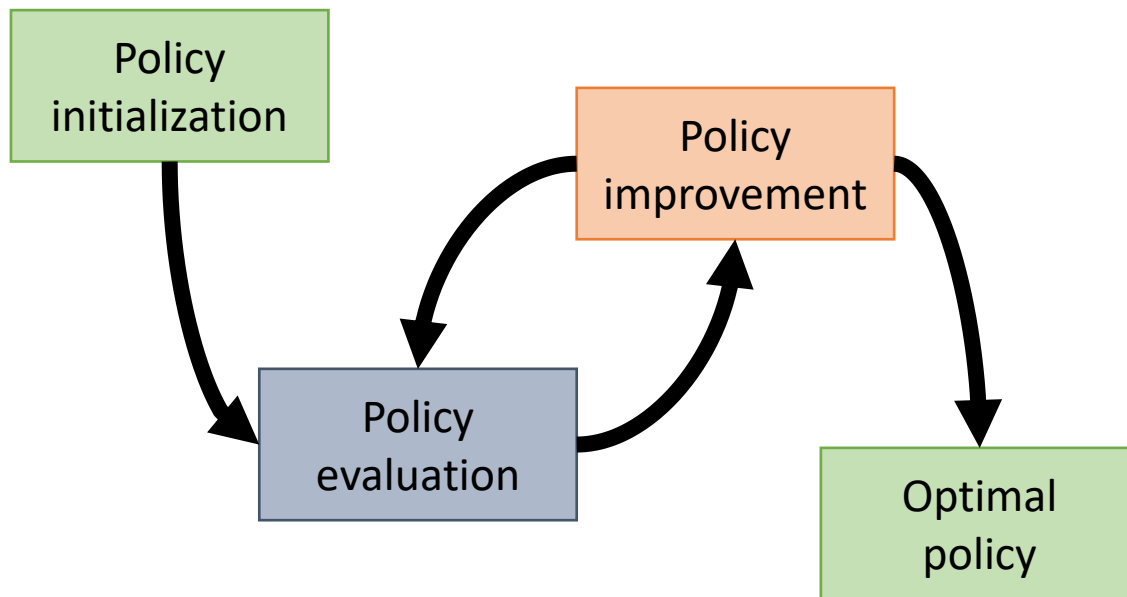 Policy
initialization
Policy
improvement
Policy
evaluation
Optimal
policy